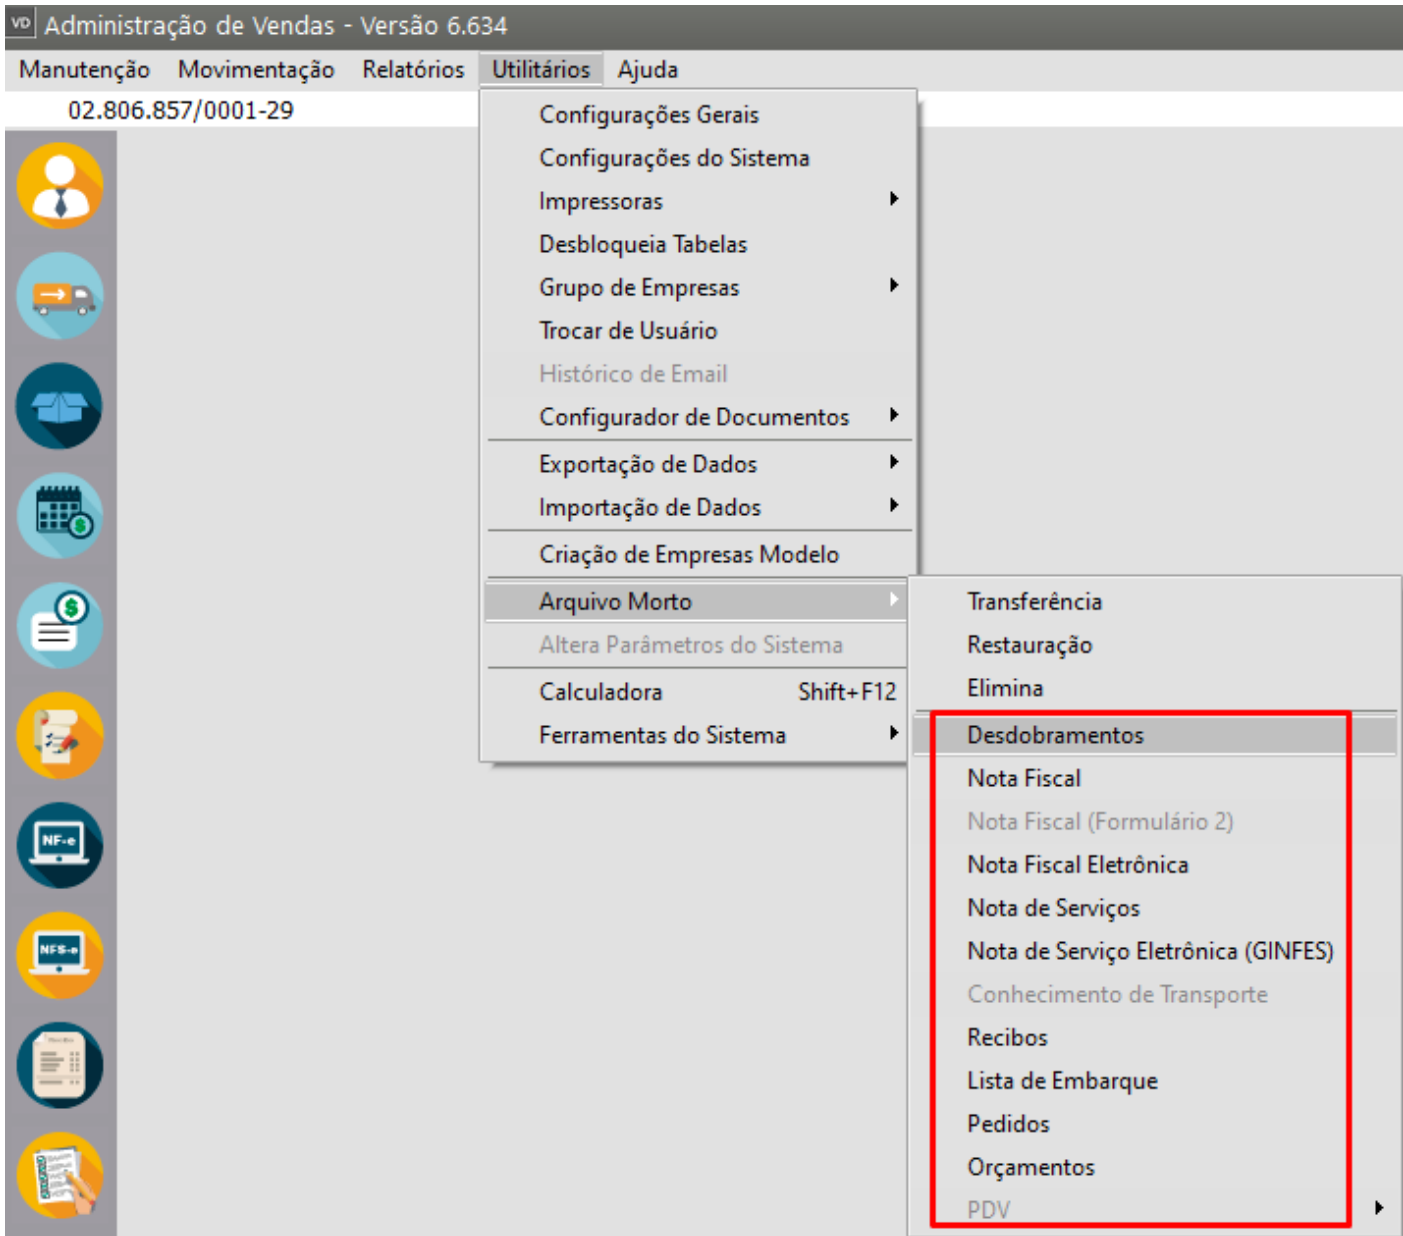 VD Administração de Vendas - Versão 6.634
Manutenção Movimentação Relatórios Utilitários Ajuda
02.806.857/0001-29
Configurações Gerais
Configurações do Sistema
Impressoras
Desbloqueia Tabelas
Grupo de Empresas
Trocar de Usuário
Histórico de Email
Configurador de Documentos
Exportação de Dados
Importação de Dados
Criação de Empresas Modelo
Arquivo Morto
Altera Parâmetros do Sistema
Calculadora Shift+F12
Ferramentas do Sistema
Transferência
Restauração
Elimina
Desdobramentos
Nota Fiscal
Nota Fiscal (Formulário 2)
Nota Fiscal Eletrônica
Nota de Serviços
Nota de Serviço Eletrônica (GINFES)
Conhecimento de Transporte
Recibos
Lista de Embarque
Pedidos
Orçamentos
PDV
$
$
NF-e
NFS-e